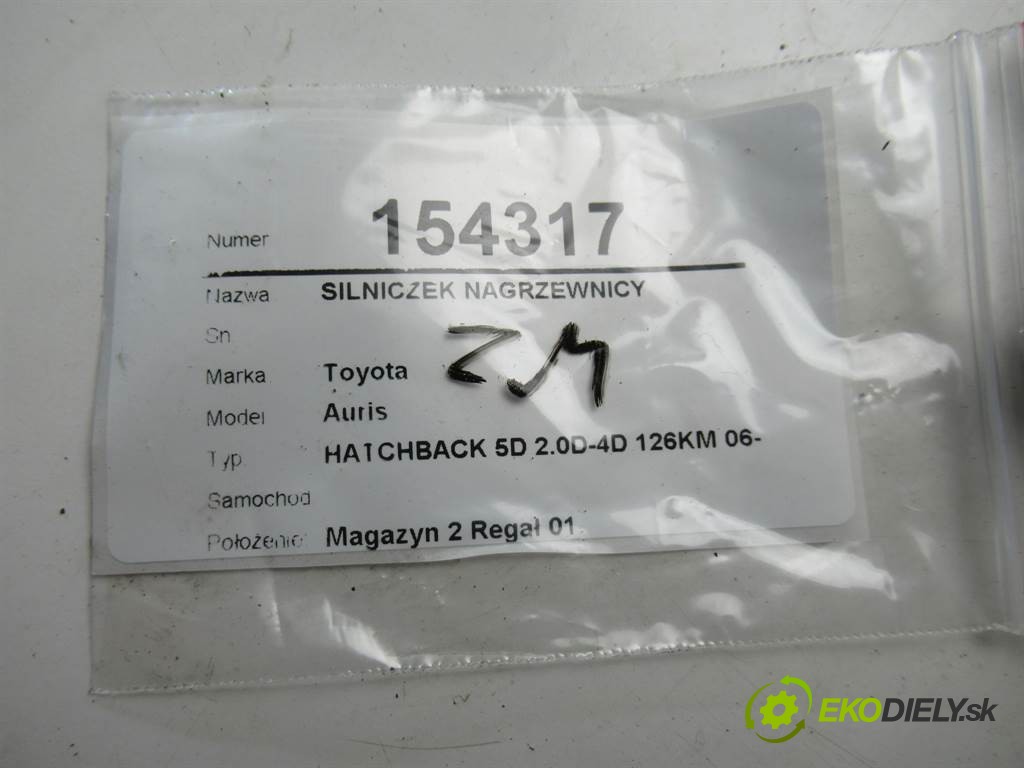 Numer 154317
Nazwa SILNICZEK NAGRZEWNICY
Sn
Marka Toyota
Model Auris
Typ HATCHBACK 5D 2.0D-4D 126KM 06-
Samochod
Położenie Magazyn 2 Regał 01
ZM
EKODIELY.sk